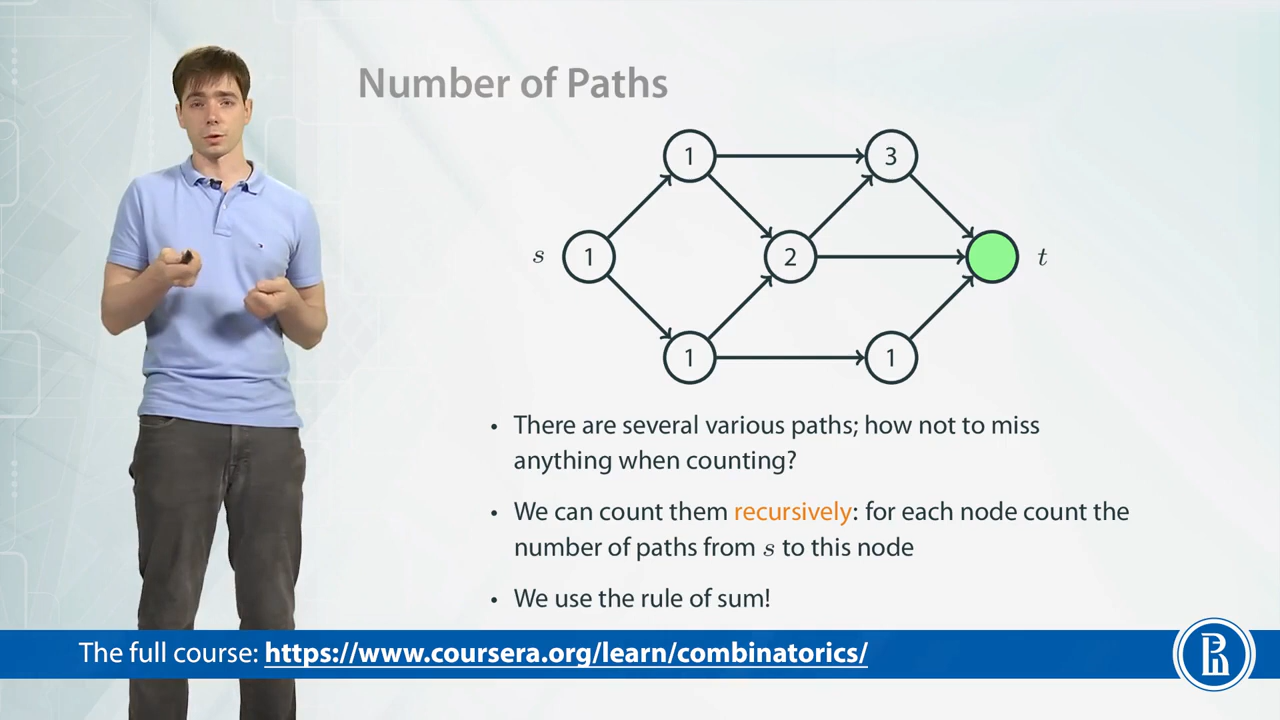 Number of Paths
1
3
s
1
2
t
1
1
• There are several various paths; how not to miss
anything when counting?
• We can count them recursively: for each node count the
number of paths from s to this node
• We use the rule of sum!
The full course: https://www.coursera.org/learn/combinatorics/